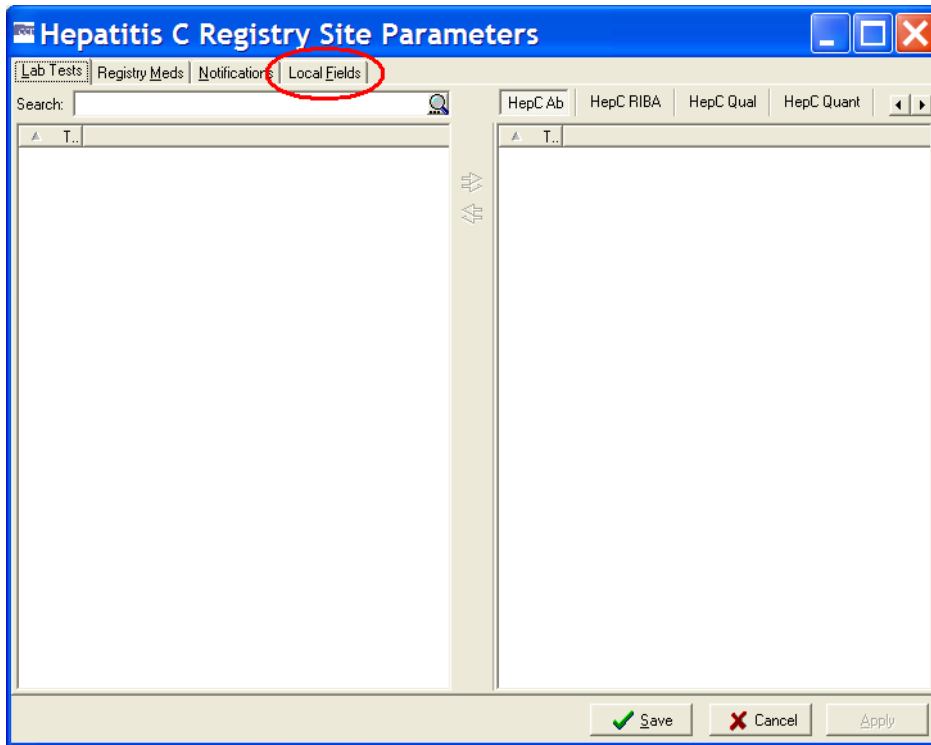 Hepatitis C Registry Site Parameters
Lab Tests Registry Meds Notifications Local Fields
Search: HepC Ab HepC RIBA HepC Qual HepC Quant
T.. T..
Save Cancel Apply